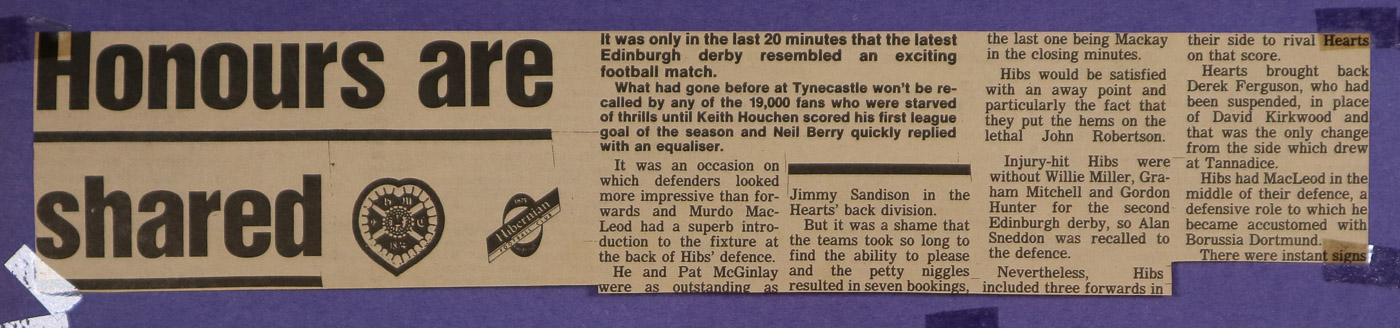 Honours are
shared
Hibernian
It was only in the last 20 minutes that the latest
Edinburgh derby resembled an exciting
football match.
What had gone before at Tynecastle won't be re-
called by any of the 19,000 fans who were starved
of thrills until Keith Houchen scored his first league
goal of the season and Neil Berry quickly replied
with an equaliser.
It was an occasion on
which defenders looked
more impressive than for-
wards and Murdo Mac-
Leod had a superb intro-
duction to the fixture at
the back of Hibs' defence.
He and Pat McGinlay
were as outstanding as
Jimmy Sandison in the
Hearts' back division.
But it was a shame that
the teams took so long to
find the ability to please
and the petty niggles
resulted in seven bookings,
the last one being Mackay
in the closing minutes.
Hibs would be satisfied
with an away point and
particularly the fact that
they put the hems on the
lethal John Robertson.
Injury-hit Hibs were
without Willie Miller, Gra-
ham Mitchell and Gordon
Hunter for the second
Edinburgh derby, so Alan
Sneddon was recalled to
the defence.
Nevertheless, Hibs
included three forwards in
their side to rival Hearts
on that score.
Hearts brought back
Derek Ferguson, who had
been suspended, in place
of David Kirkwood and
that was the only change
from the side which drew
at Tannadice.
Hibs had MacLeod in the
middle of their defence, a
defensive role to which he
became accustomed with
Borussia Dortmund.
There were instant signs